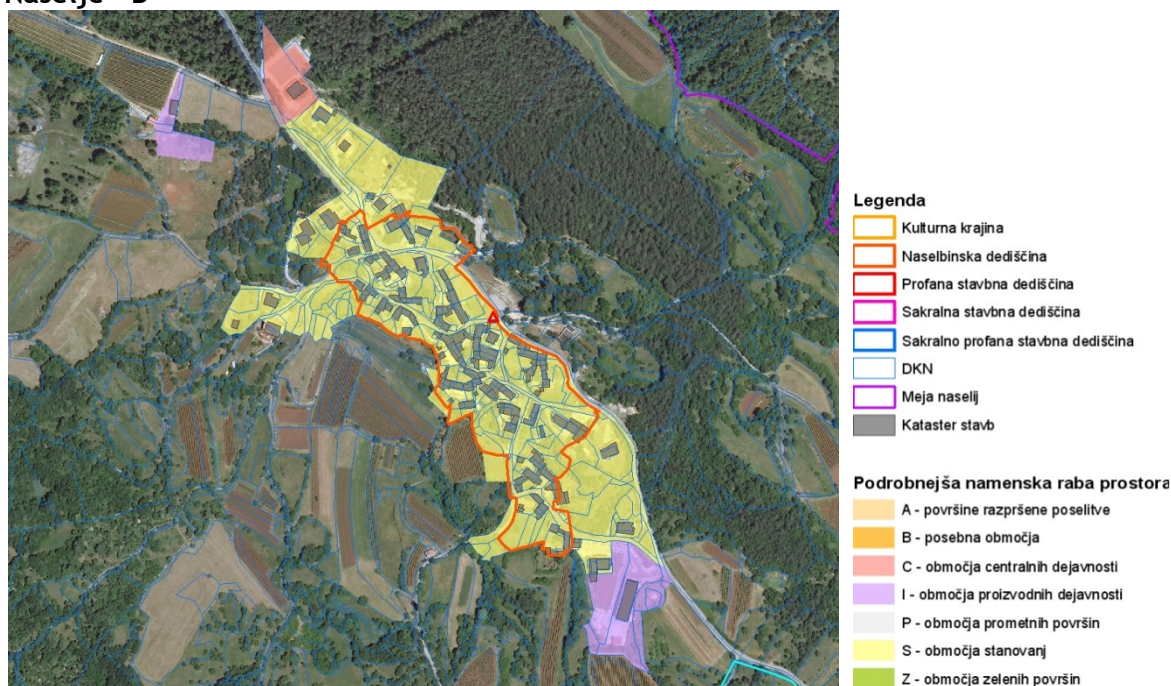 Legenda
Kulturna krajina
Naselbinska dediščina
Profana stavbna dediščina
Sakralna stavbna dediščina
Sakralno profana stavbna dediščina
DKN
Meja naselij
Kataster stavb
Podrobnejša namenska raba prostora
A - površine razpršene poselitve
B - posebna območja
C - območja centralnih dejavnosti
I - območja proizvodnih dejavnosti
P - območja prometnih površin
S - območja stanovanj
Z - območja zelenih površin